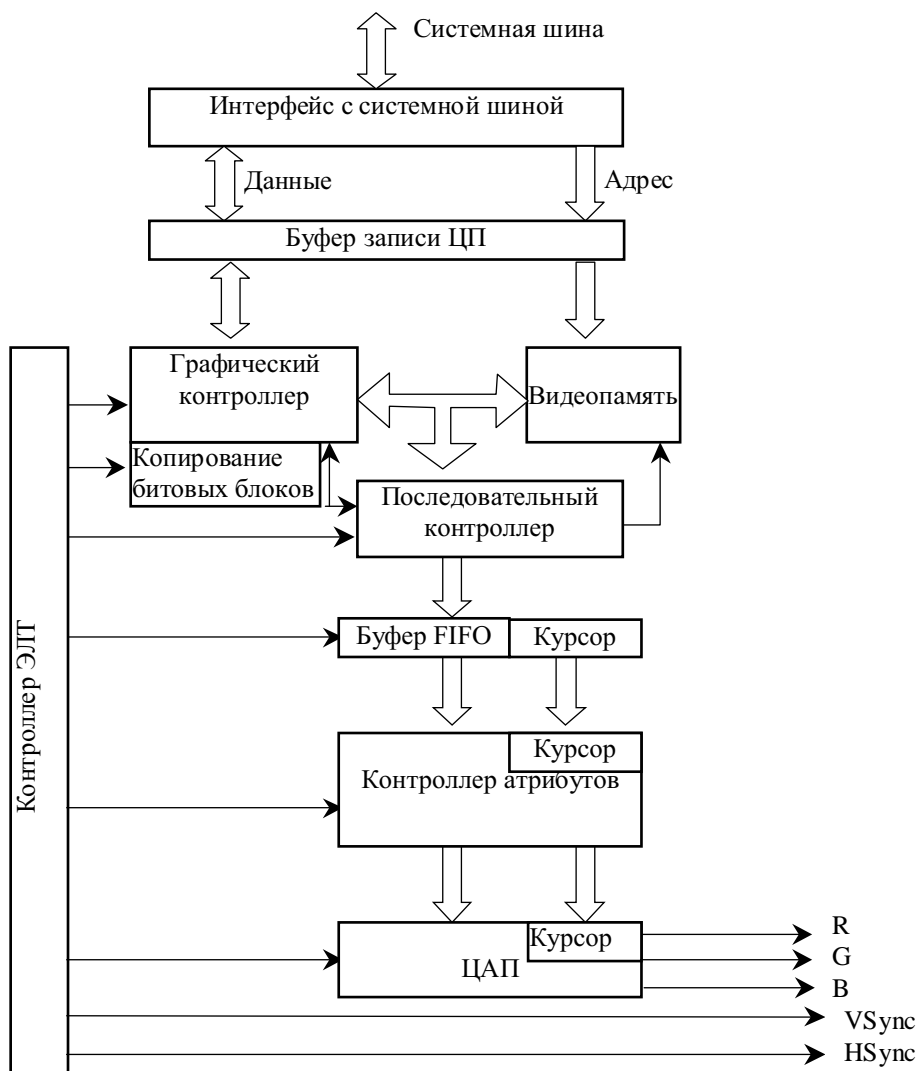 Системная шина
Интерфейс с системной шиной
Данные
Адрес
Буфер записи ЦП
Графический
контроллер
Видеопамять
Копирование
битовых блоков
Последовательный
контроллер
Контроллер ЭЛТ
Буфер FIFO
Курсор
Курсор
Контроллер атрибутов
Курсор
ЦАП
R
G
B
VSync
HSync